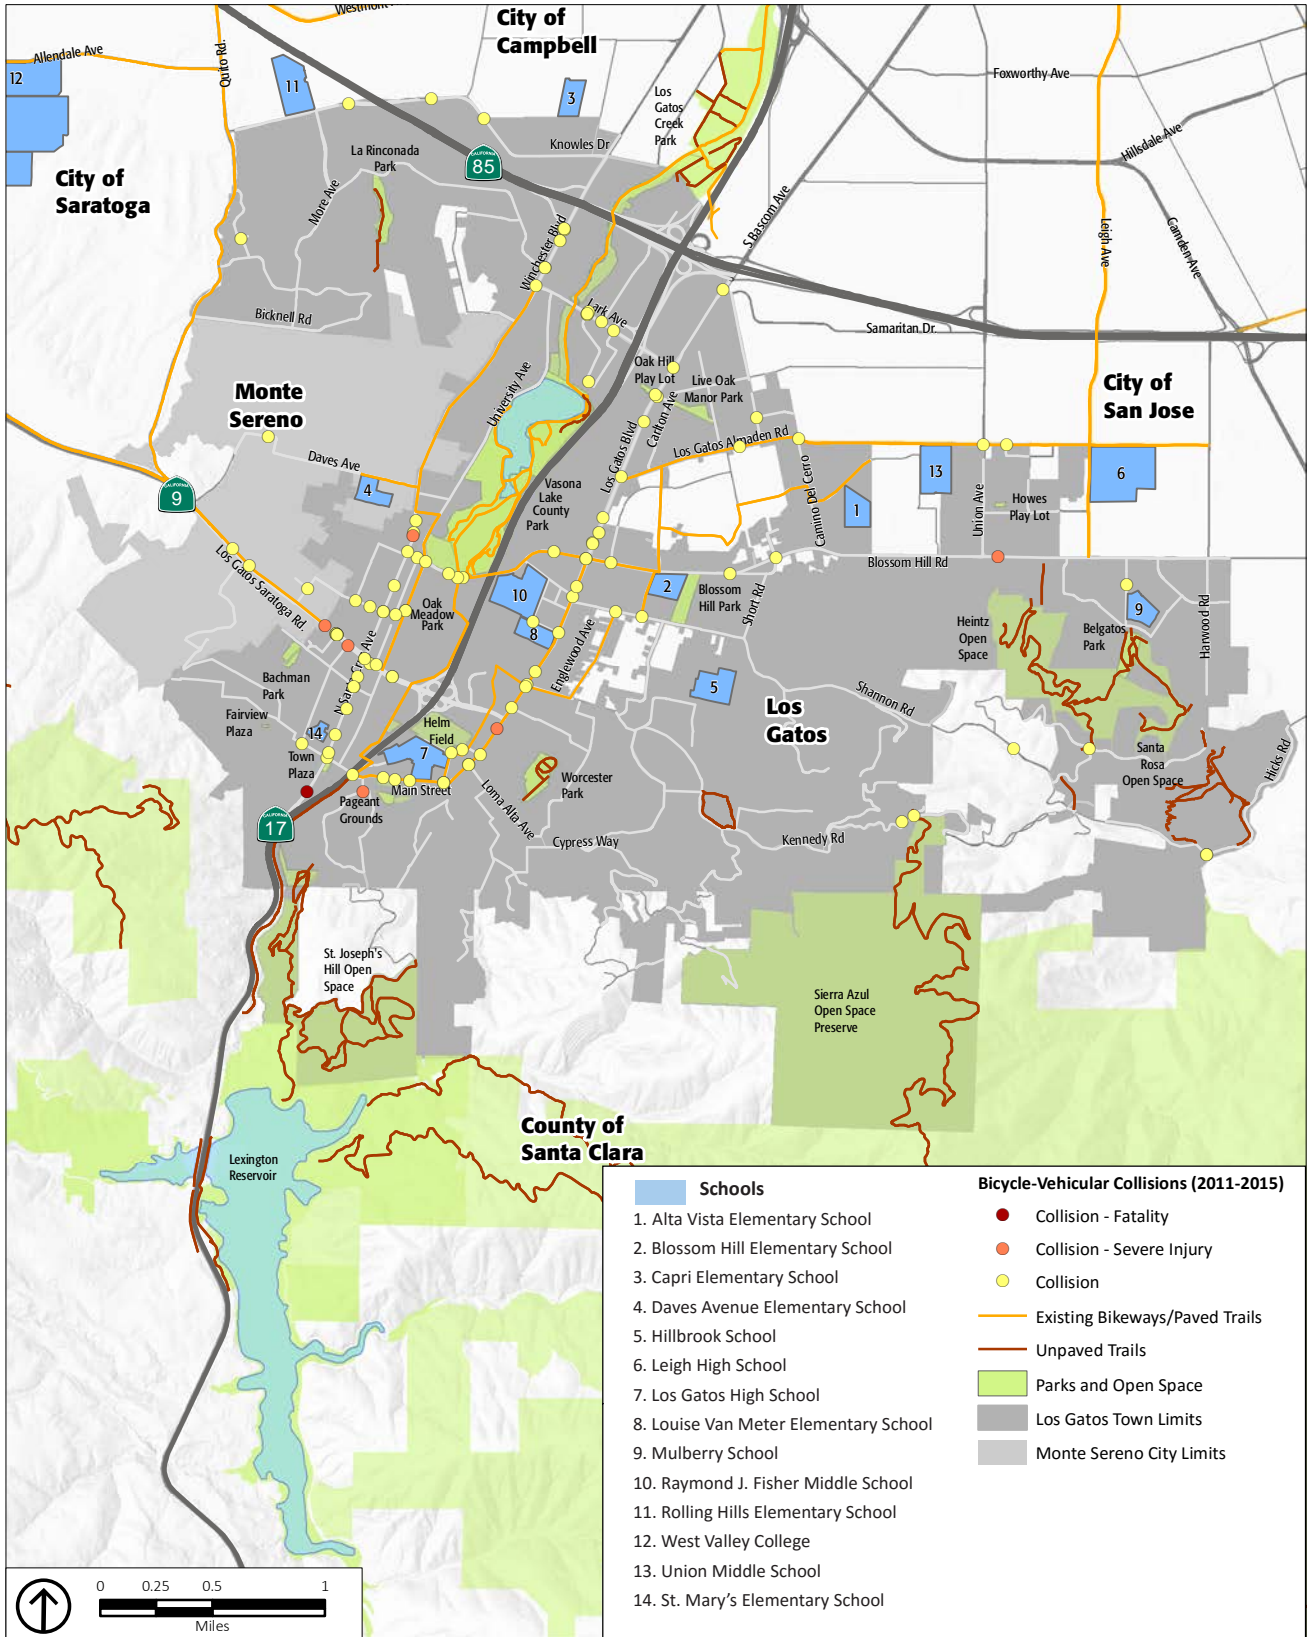 Westmont
City of
Campbell
Allendale Ave
Quito Rd.
12
11
3
Los
Gatos
Creek
Park
Foxworthy Ave
Hillsdale Ave
Knowles Dr
La Rinconada
Park
CALIFORNIA
85
City of
Saratoga
More Ave
S Bascom Ave
Leigh Ave
Camden Ave
Winchester Blvd
Bicknell Rd
Lark Ave
Samaritan Dr
Oak Hill
Play Lot
Live Oak
Manor Park
Monte
Sereno
University Ave
City of
San Jose
Carlton Ave
Los Gatos Blvd
Los Gatos Almaden Rd
Daves Ave
4
CALIFORNIA
9
Vasona
Lake
County
Park
Camino Del Cerro
13
6
1
Union Ave
Howes
Play Lot
Los Gatos Saratoga Rd.
Blossom Hill Rd
10
2
Blossom
Hill Park
Short Rd
Oak
Meadow
Park
8
Heintz
Open
Space
Belgatos
Park
9
Harwood Rd
Englewood Ave
N Santa Cruz Ave
Bachman
Park
5
Shannon Rd
Los
Gatos
Fairview
Plaza
14
Helm
Field
7
Town
Plaza
Santa
Rosa
Open Space
Hicks Rd
Worcester
Park
Main Street
Pageant
Grounds
Loma Alta Ave
CALIFORNIA
17
Cypress Way
Kennedy Rd
St. Joseph's
Hill Open
Space
Sierra Azul
Open Space
Preserve
County of
Santa Clara
Lexington
Reservoir
Schools
1. Alta Vista Elementary School
2. Blossom Hill Elementary School
3. Capri Elementary School
4. Daves Avenue Elementary School
5. Hillbrook School
6. Leigh High School
7. Los Gatos High School
8. Louise Van Meter Elementary School
9. Mulberry School
10. Raymond J. Fisher Middle School
11. Rolling Hills Elementary School
12. West Valley College
13. Union Middle School
14. St. Mary’s Elementary School
Bicycle-Vehicular Collisions (2011-2015)
Collision - Fatality
Collision - Severe Injury
Collision
Existing Bikeways/Paved Trails
Unpaved Trails
Parks and Open Space
Los Gatos Town Limits
Monte Sereno City Limits
0 0.25 0.5 1
Miles